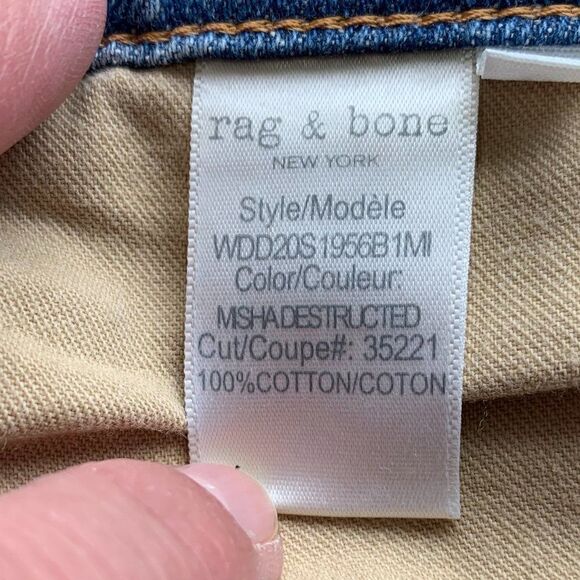 rag & bone
NEW YORK
Style/Modèle
WDD20S1956B1MI
Color/Couleur:
MISHADESTRUCTED
Cut/Coupe#: 35221
100%COTTON/COTON